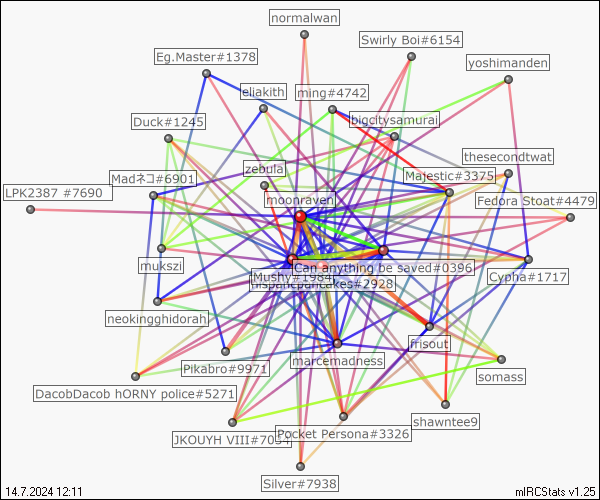 normalwan
Swirly Boi#6154
Eg.Master#1378
yoshimanden
eliakith
ming#4742
bigcitysamurai
Duck#1245
thesecondtwat
zebula
Majestic#3375
LPK2387 #7690
Madネコ#6901
moonraven
Fedora Stoat#4479
mukszi
Can anything be saved#0396
Mushy#1984
hispanicpancakes#2928
Cypha#1717
neokingghidorah
frisout
marcemadness
Pikabro#9971
somass
DacobDacob hORNY police#5271
shawntee9
JKOUYH VIII#7034
Pocket Persona#3326
Silver#7938
14.7.2024 12:11
mIRCStats v1.25